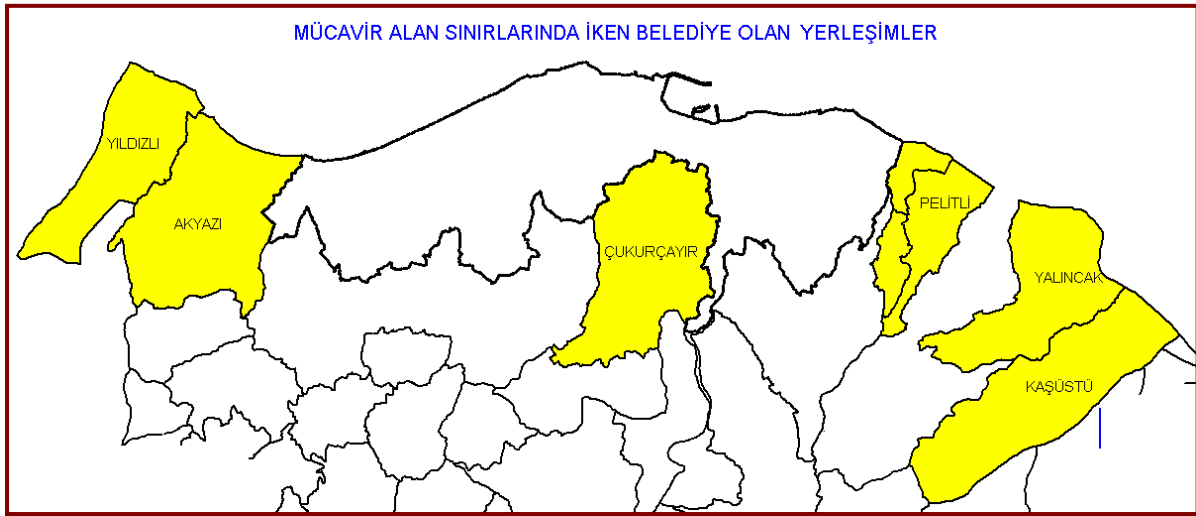 MÜCAVİR ALAN SINIRLARINDA İKEN BELEDİYE OLAN YERLEŞİMLER
YILDIZLI
AKYAZI
ÇUKURÇAYIR
PELİTLİ
YALINCAK
KAŞÜSTÜ